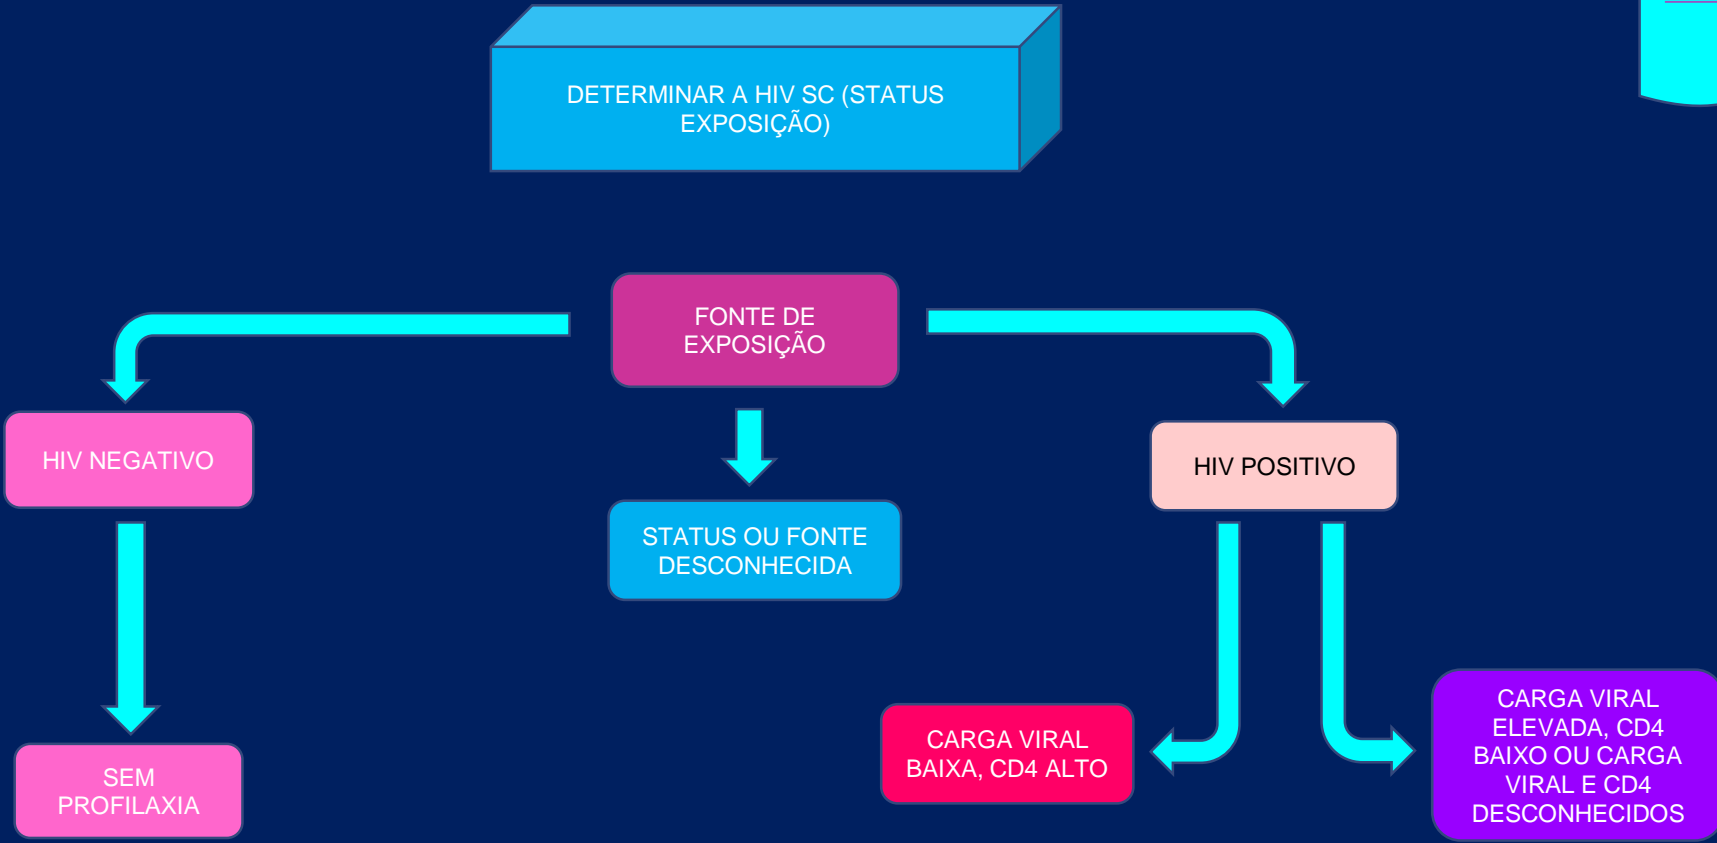 DETERMINAR A HIV SC (STATUS
EXPOSIÇÃO)
FONTE DE
EXPOSIÇÃO
HIV NEGATIVO
HIV POSITIVO
STATUS OU FONTE
DESCONHECIDA
SEM
PROFILAXIA
CARGA VIRAL
BAIXA, CD4 ALTO
CARGA VIRAL
ELEVADA, CD4
BAIXO OU CARGA
VIRAL E CD4
DESCONHECIDOS